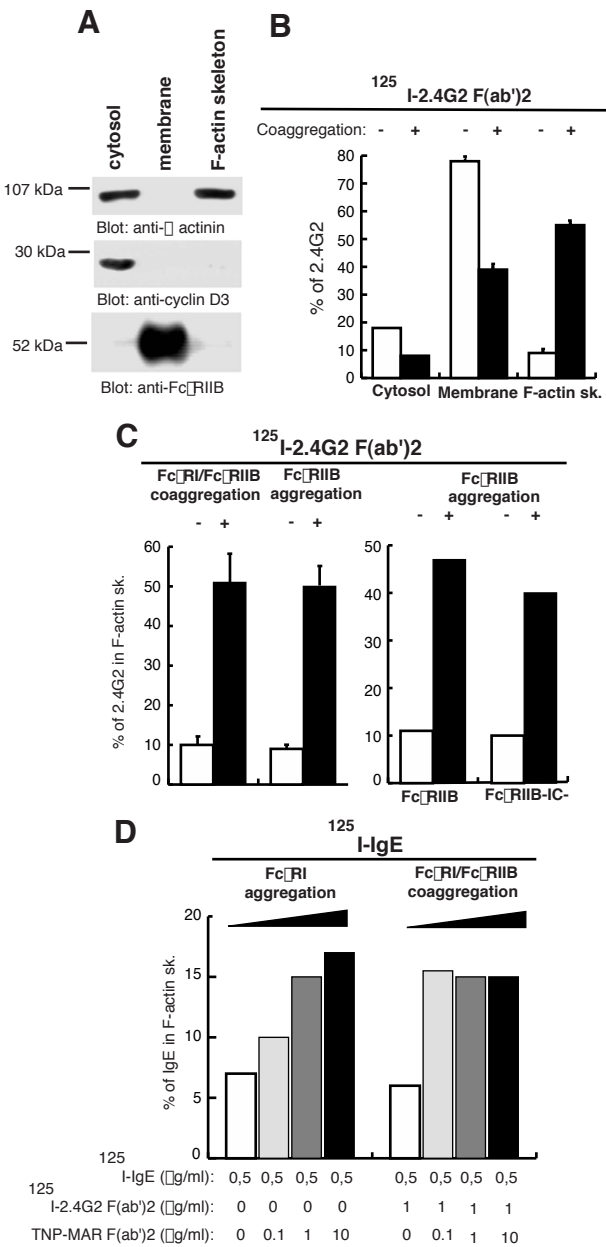 A
cytosol
membrane
F-actin skeleton
107 kDa
Blot: anti-▯ actinin
30 kDa
Blot: anti-cyclin D3
52 kDa
Blot: anti-Fc▯RIIB
B
125
I-2.4G2 F(ab')2
Coaggregation: - + - + - +
% of 2.4G2
80
70
60
50
40
30
20
10
0
Cytosol Membrane F-actin sk.
C
125I-2.4G2 F(ab')2
Fc▯RI/Fc▯RIIB
coaggregation
Fc▯RIIB
aggregation
- + - +
% of 2.4G2 in F-actin sk.
60
50
40
30
20
10
0
Fc▯RIIB
aggregation
- + - +
50
40
30
20
10
0
Fc▯RIIB Fc▯RIIB-IC-
D
125
I-IgE
Fc▯RI
aggregation
Fc▯RI/Fc▯RIIB
coaggregation
% of IgE in F-actin sk.
20
15
10
5
0
125
I-IgE (▯g/ml): 0,5 0,5 0,5 0,5 0,5 0,5 0,5 0,5
125
I-2.4G2 F(ab')2 (▯g/ml): 0 0 0 0 1 1 1 1
TNP-MAR F(ab')2 (▯g/ml): 0 0.1 1 10 0 0.1 1 10